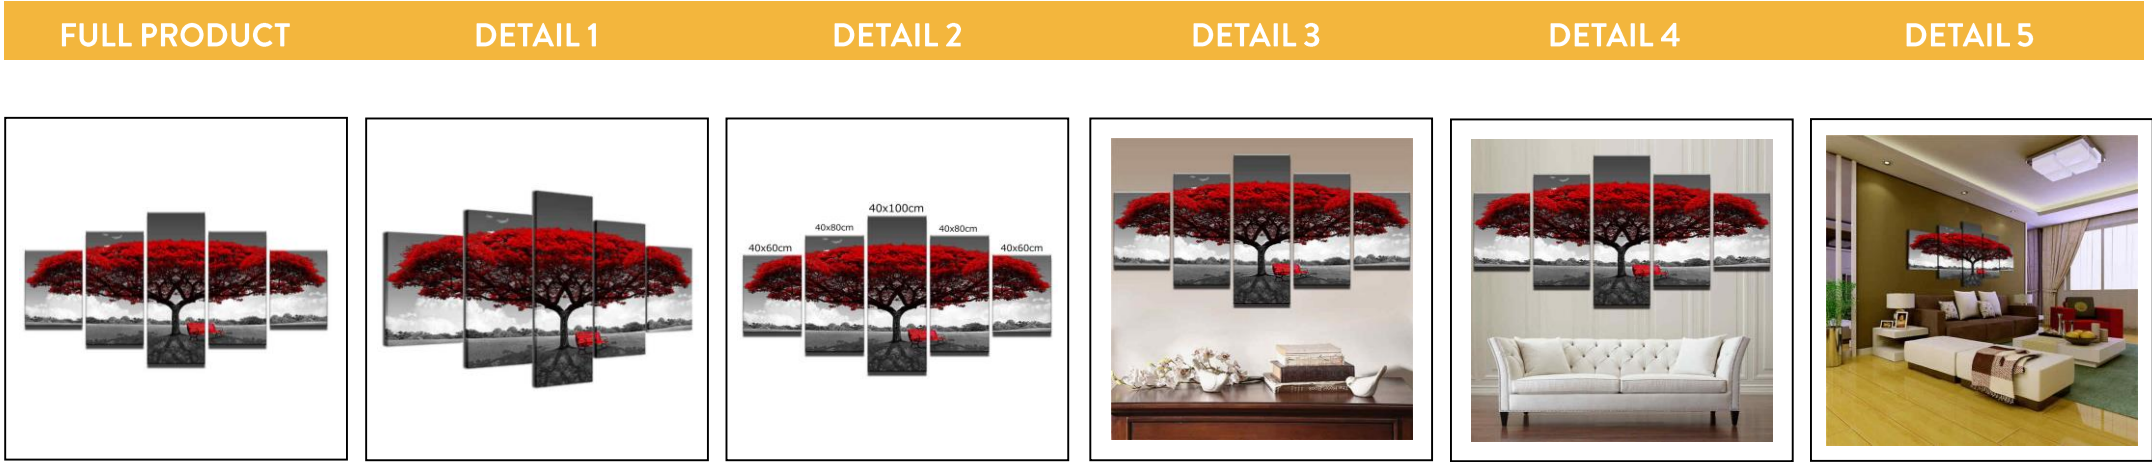 FULL PRODUCT
DETAIL 1
DETAIL 2
DETAIL 3
DETAIL 4
DETAIL 5
40x100cm
40x80cm
40x80cm
40x60cm
40x60cm